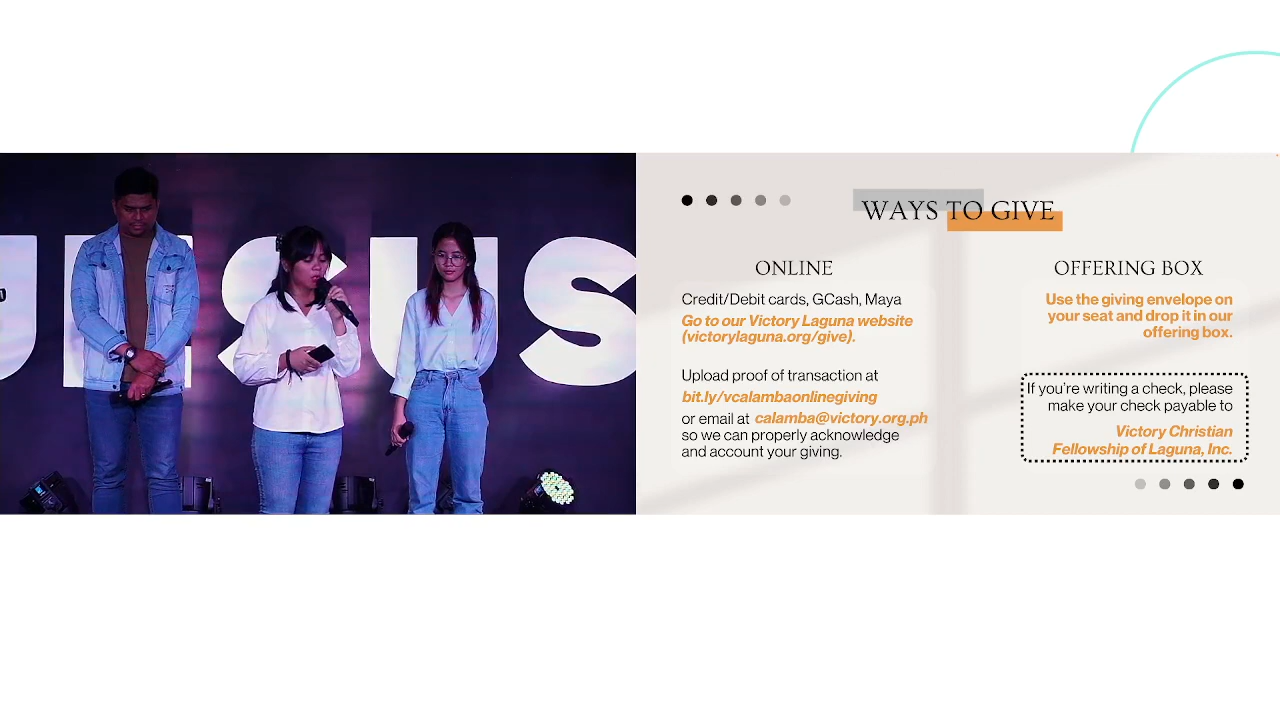 JESUS
WAYS TO GIVE
ONLINE
Credit/Debit cards, GCash, Maya
Go to our Victory Laguna website
(victorylaguna.org/give).
Upload proof of transaction at
bit.ly/vcalambaonlinegiving
or email at calamba@victory.org.ph
so we can properly acknowledge
and account your giving.
OFFERING BOX
Use the giving envelope on
your seat and drop it in our
offering box.
If you're writing a check, please
make your check payable to
Victory Christian
Fellowship of Laguna, Inc.